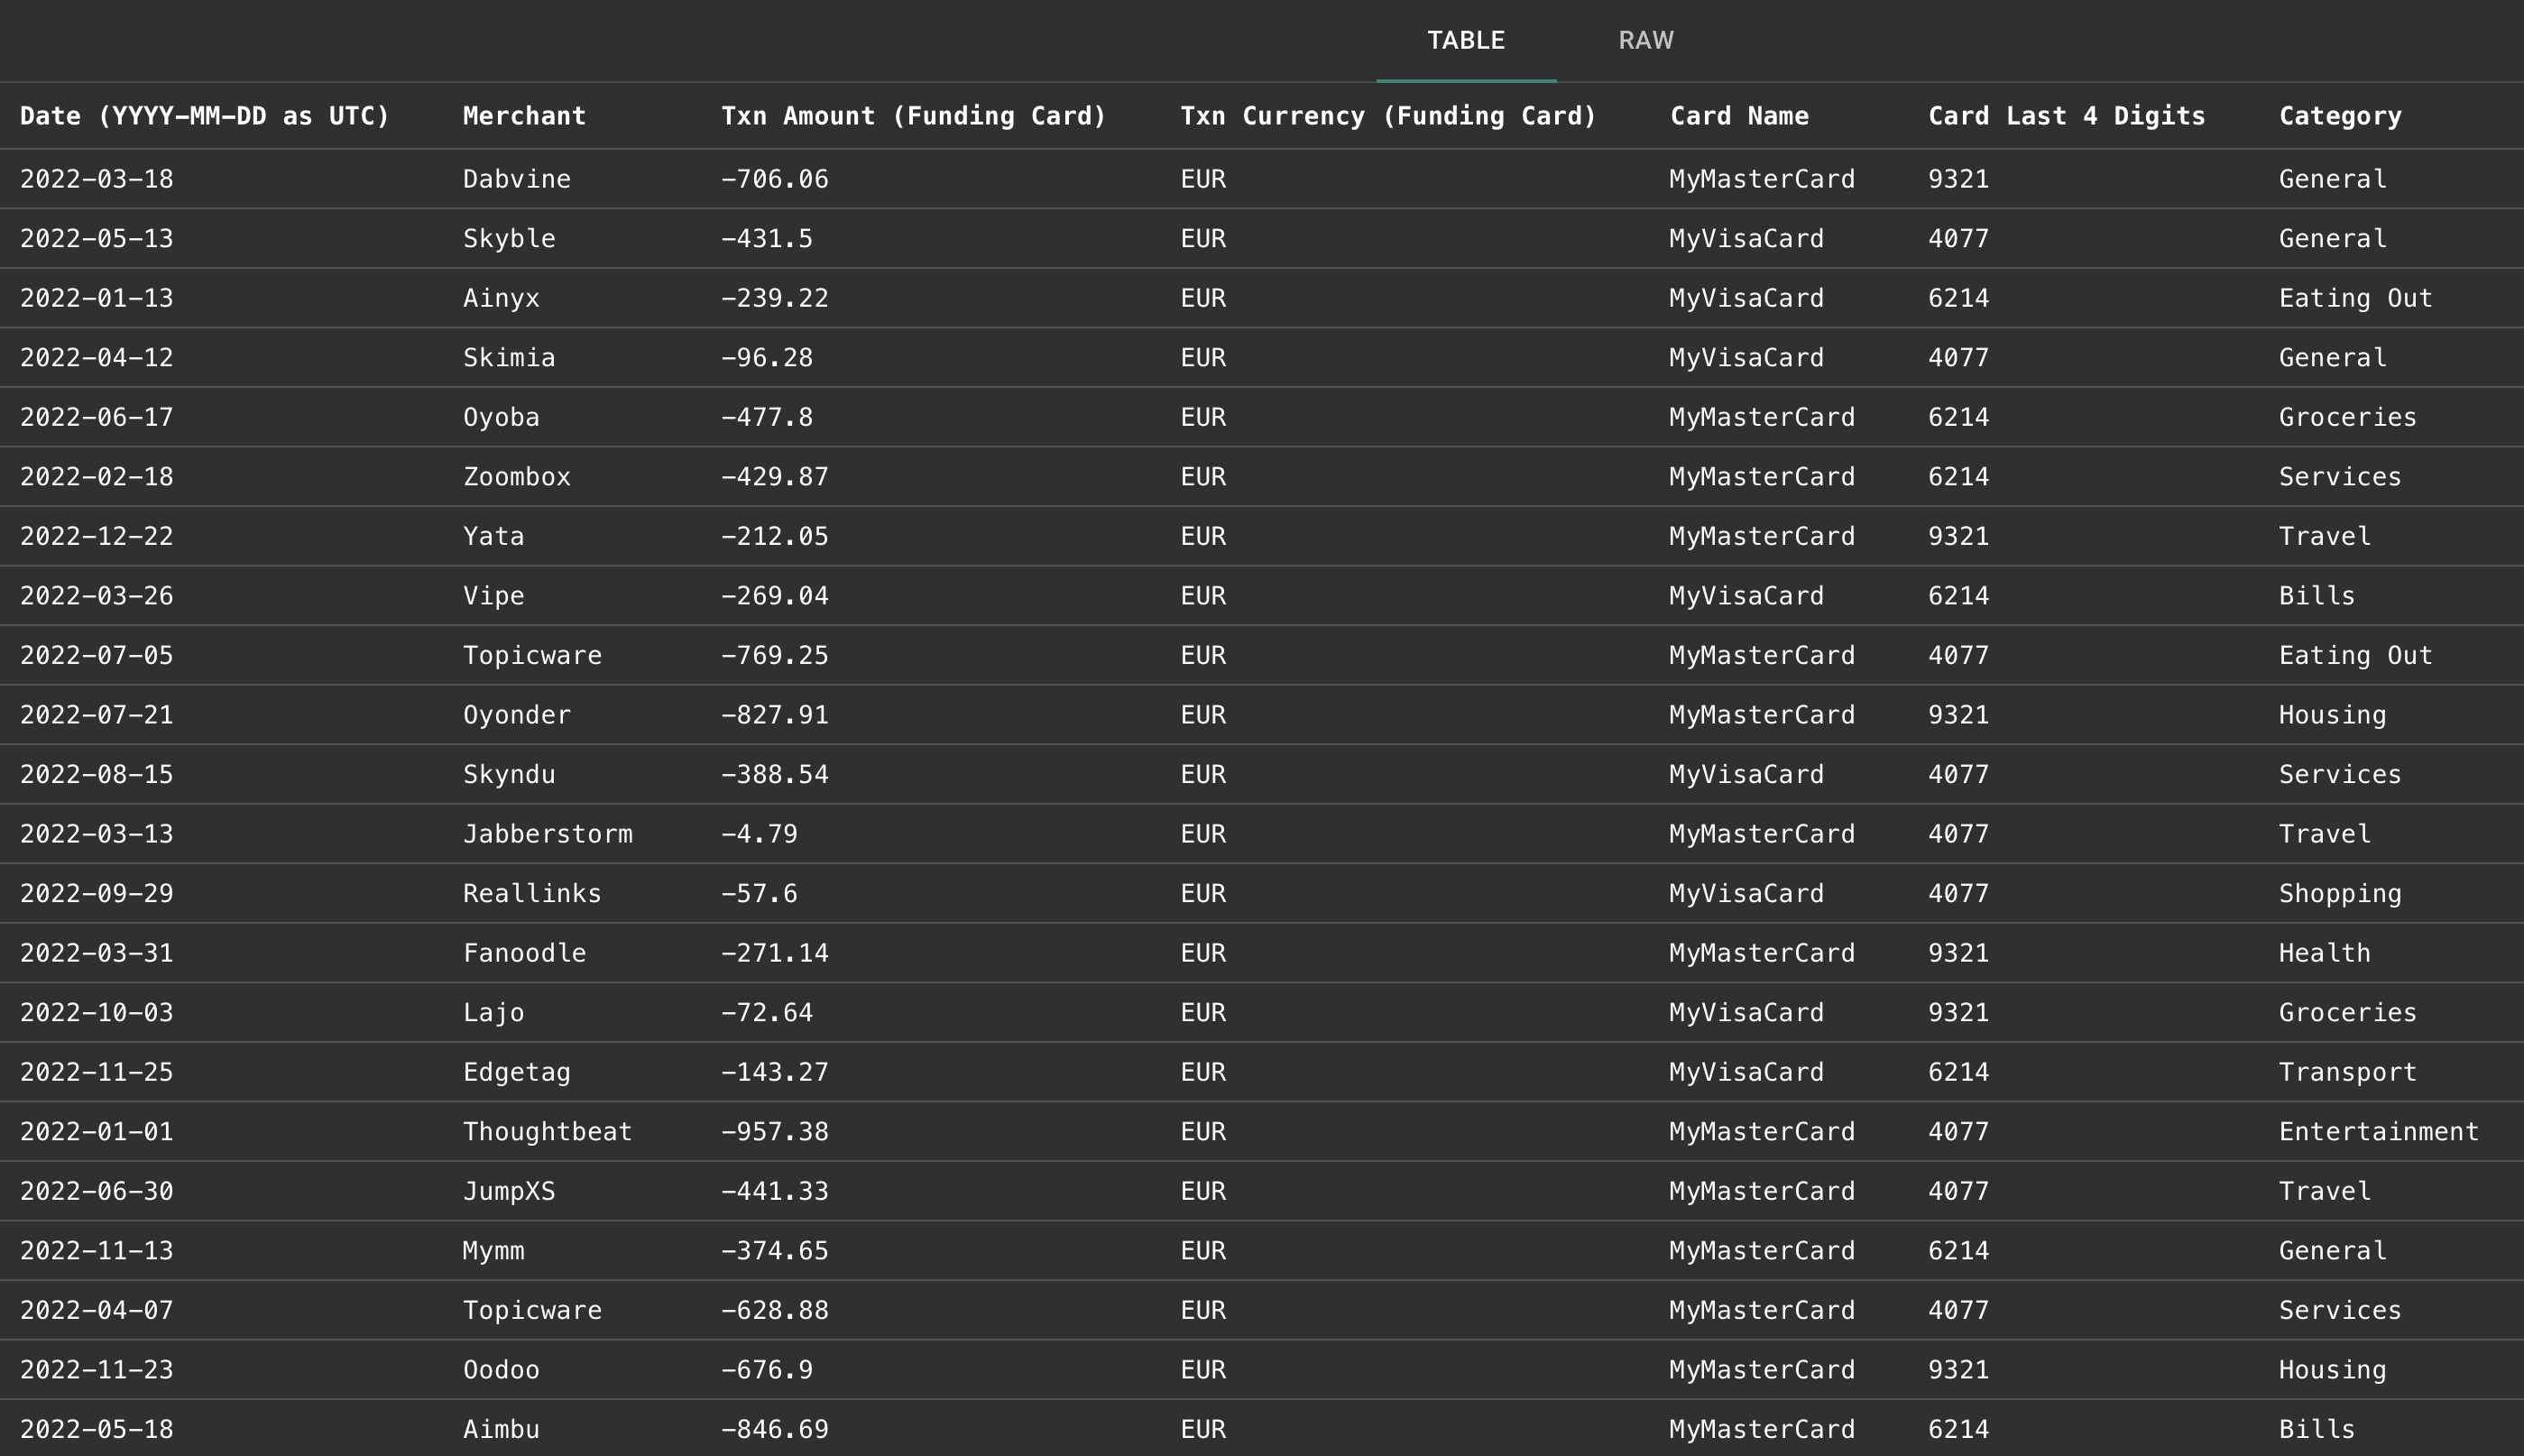 TABLE RAW
Date (YYYY-MM-DD as UTC) Merchant Txn Amount (Funding Card) Txn Currency (Funding Card) Card Name Card Last 4 Digits Category
2022-03-18 Dabvine -706.06 EUR MyMasterCard 9321 General
2022-05-13 Skyble -431.5 EUR MyVisaCard 4077 General
2022-01-13 Ainyx -239.22 EUR MyVisaCard 6214 Eating Out
2022-04-12 Skimia -96.28 EUR MyVisaCard 4077 General
2022-06-17 Oyoba -477.8 EUR MyMasterCard 6214 Groceries
2022-02-18 Zoombox -429.87 EUR MyMasterCard 6214 Services
2022-12-22 Yata -212.05 EUR MyMasterCard 9321 Travel
2022-03-26 Vipe -269.04 EUR MyVisaCard 6214 Bills
2022-07-05 Topicware -769.25 EUR MyMasterCard 4077 Eating Out
2022-07-21 Oyonder -827.91 EUR MyMasterCard 9321 Housing
2022-08-15 Skyndu -388.54 EUR MyVisaCard 4077 Services
2022-03-13 Jabberstorm -4.79 EUR MyMasterCard 4077 Travel
2022-09-29 Reallinks -57.6 EUR MyVisaCard 4077 Shopping
2022-03-31 Fanoodle -271.14 EUR MyMasterCard 9321 Health
2022-10-03 Lajo -72.64 EUR MyVisaCard 9321 Groceries
2022-11-25 Edgetag -143.27 EUR MyVisaCard 6214 Transport
2022-01-01 Thoughtbeat -957.38 EUR MyMasterCard 4077 Entertainment
2022-06-30 JumpXS -441.33 EUR MyMasterCard 4077 Travel
2022-11-13 Mymm -374.65 EUR MyMasterCard 6214 General
2022-04-07 Topicware -628.88 EUR MyMasterCard 4077 Services
2022-11-23 Oodoo -676.9 EUR MyMasterCard 9321 Housing
2022-05-18 Aimbu -846.69 EUR MyMasterCard 6214 Bills